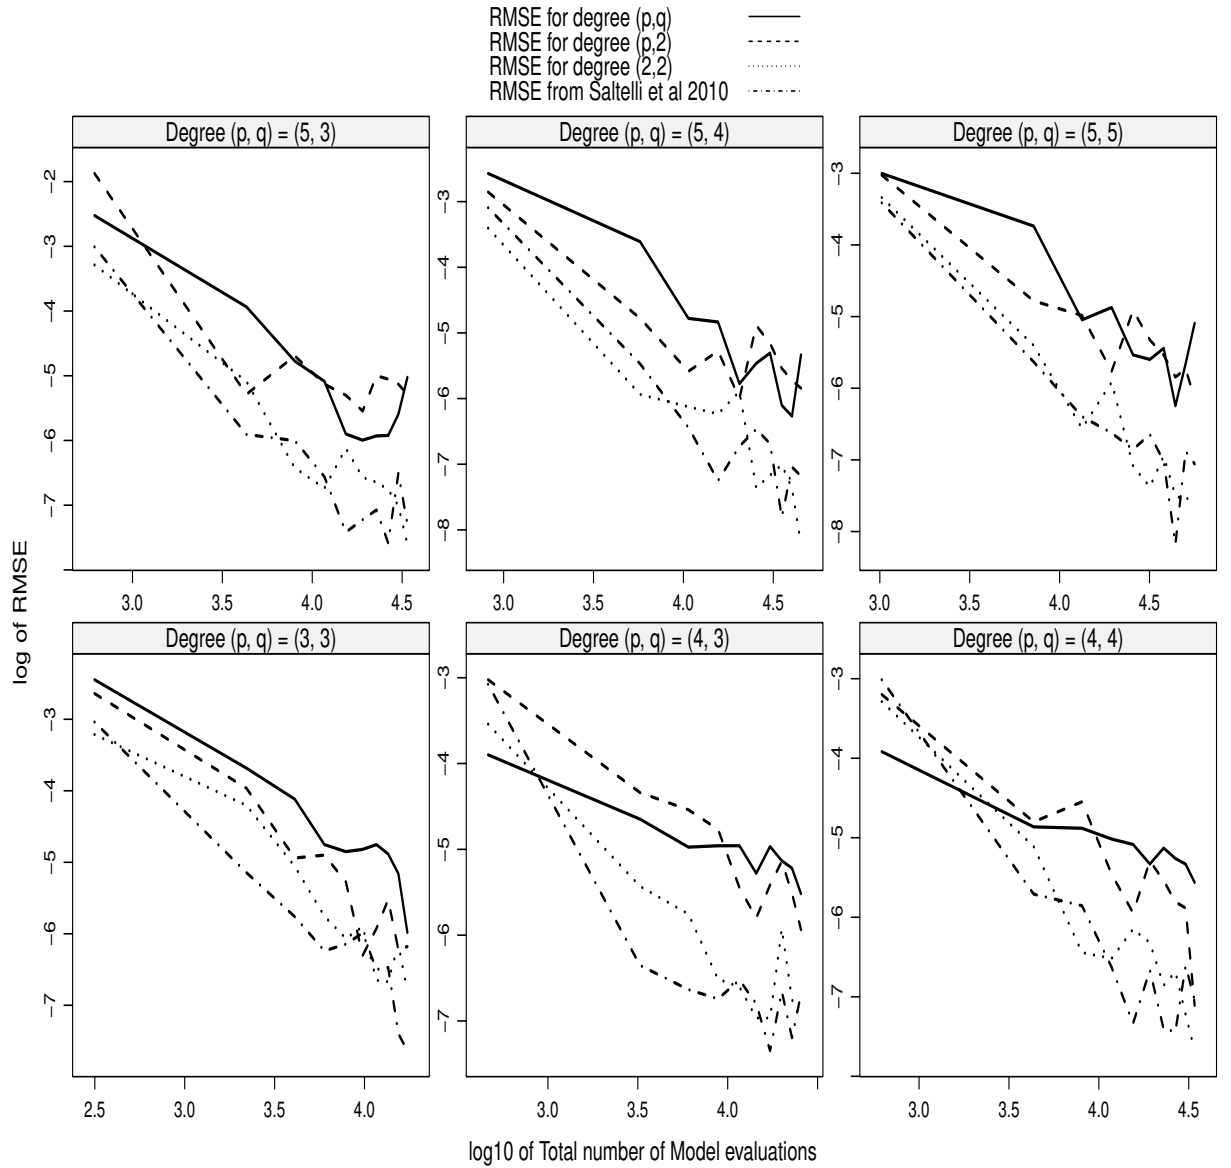 RMSE for degree (p,q)
RMSE for degree (p,2)
RMSE for degree (2,2)
RMSE from Saltelli et al 2010
Degree (p, q) = (5, 3)
Degree (p, q) = (5, 4)
Degree (p, q) = (5, 5)
−2
−3
−4
−5
−6
−7
−3
−4
−5
−6
−7
−8
−3
−4
−5
−6
−7
−8
3.0 3.5 4.0 4.5
3.0 3.5 4.0 4.5
3.0 3.5 4.0 4.5
log of RMSE
Degree (p, q) = (3, 3)
Degree (p, q) = (4, 3)
Degree (p, q) = (4, 4)
−3
−4
−5
−6
−7
−3
−4
−5
−6
−7
−3
−4
−5
−6
−7
2.5 3.0 3.5 4.0
3.0 3.5 4.0 4.5
3.0 3.5 4.0 4.5
log10 of Total number of Model evaluations